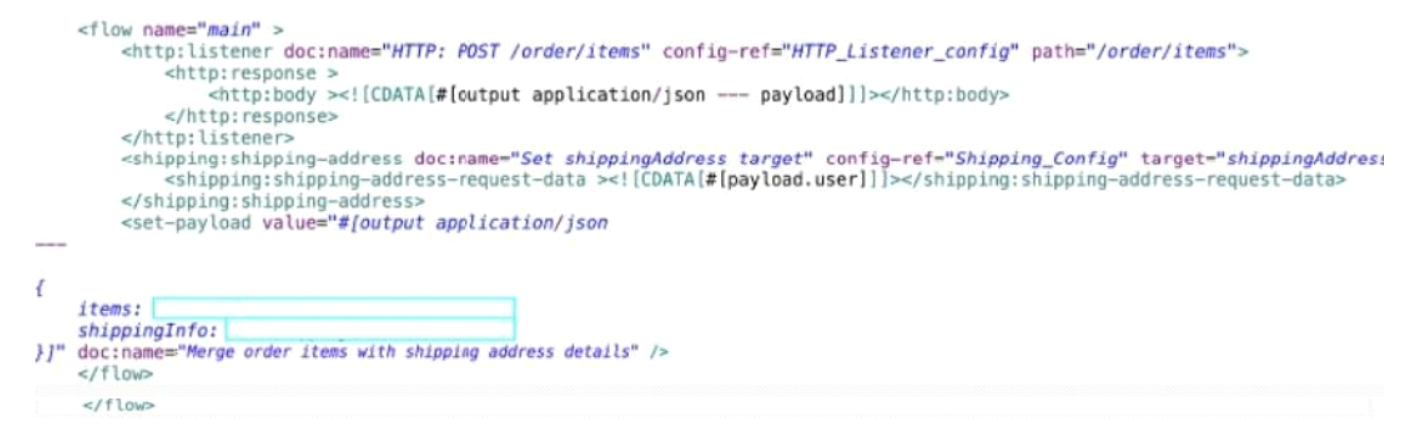 <flow name="main" >
<http:listener doc:name="HTTP: POST /order/items" config-ref="HTTP_Listener_config" path="/order/items">
<http:response >
<http:body ><![CDATA[#[output application/json --- payload]]]></http:body>
</http:response>
</http:listener>
<shipping:shipping-address doc:name="Set shippingAddress target" config-ref="Shipping_Config" target="shippingAddres
<shipping:shipping-address-request-data ><![CDATA[#[payload.user]]]></shipping:shipping-address-request-data>
</shipping:shipping-address>
<set-payload value="#[output application/json
---
{
items:
shippingInfo:
}]" doc:name="Merge order items with shipping address details" />
</flow>
</flow>